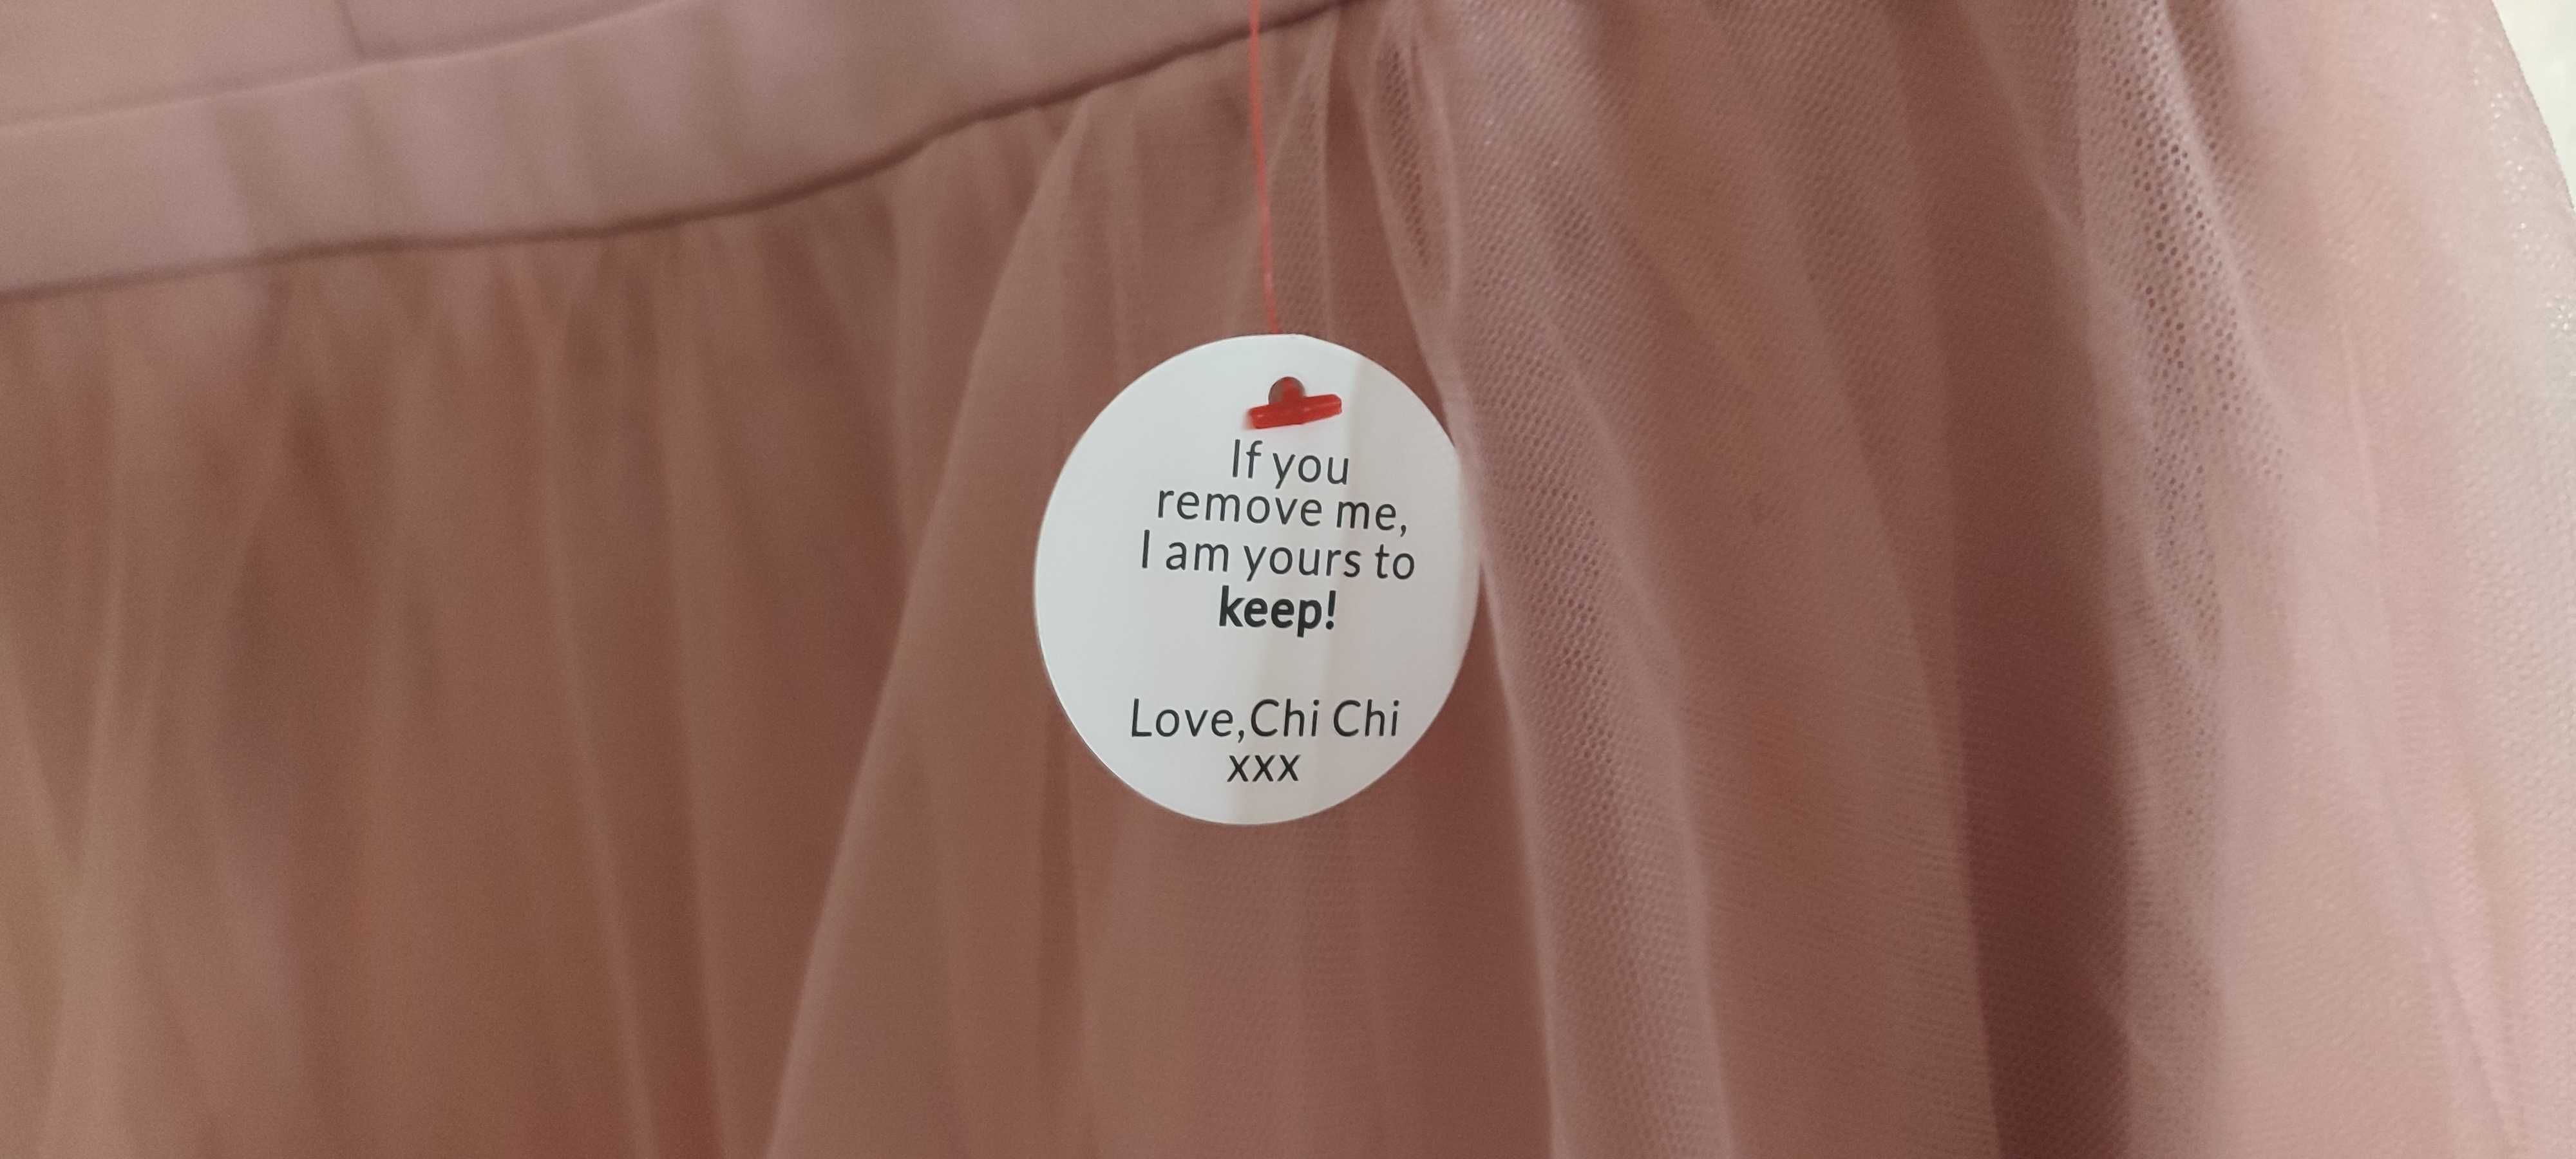 If you
remove me,
I am yours to
keep!
Love,Chi Chi
xxx